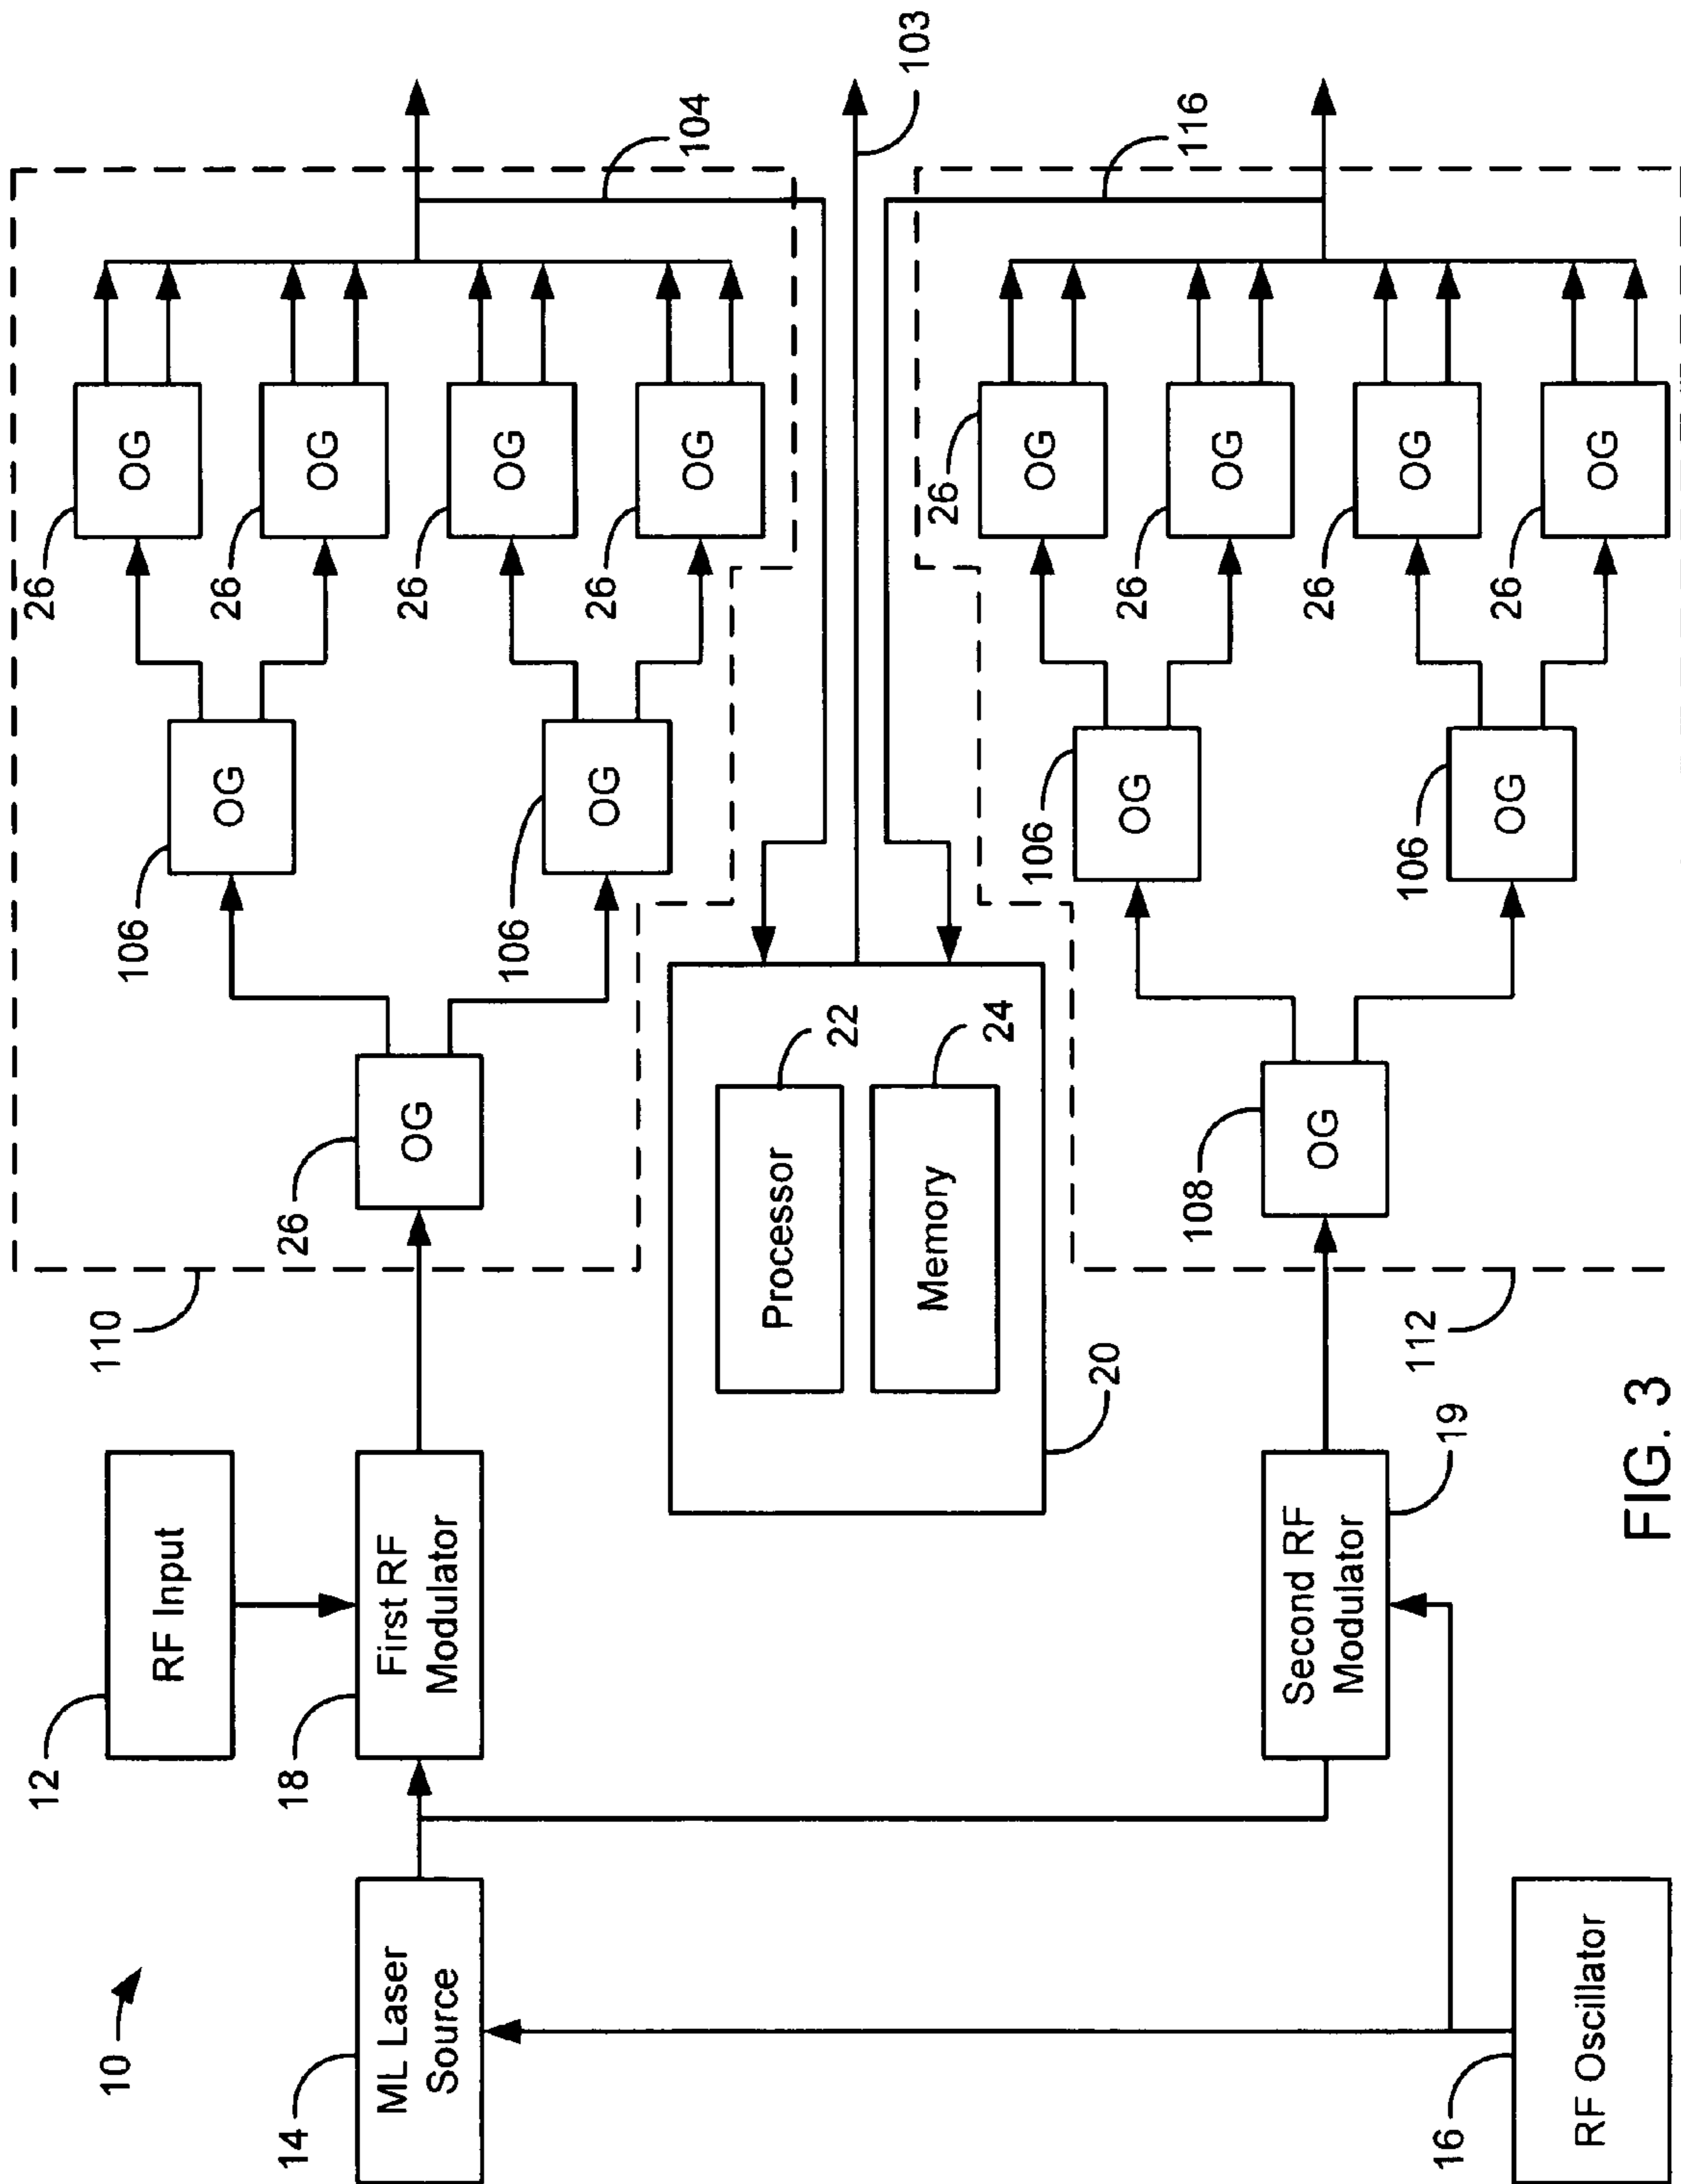 10
12
RF Input
14
ML Laser
Source
18
First RF
Modulator
110
26
OG
106
OG
106
OG
26
OG
26
OG
26
OG
26
OG
104
20
Processor
22
Memory
24
103
16
RF Oscillator
Second RF
Modulator
19
112
108
OG
106
OG
106
OG
26
OG
26
OG
26
OG
26
OG
116
FIG. 3